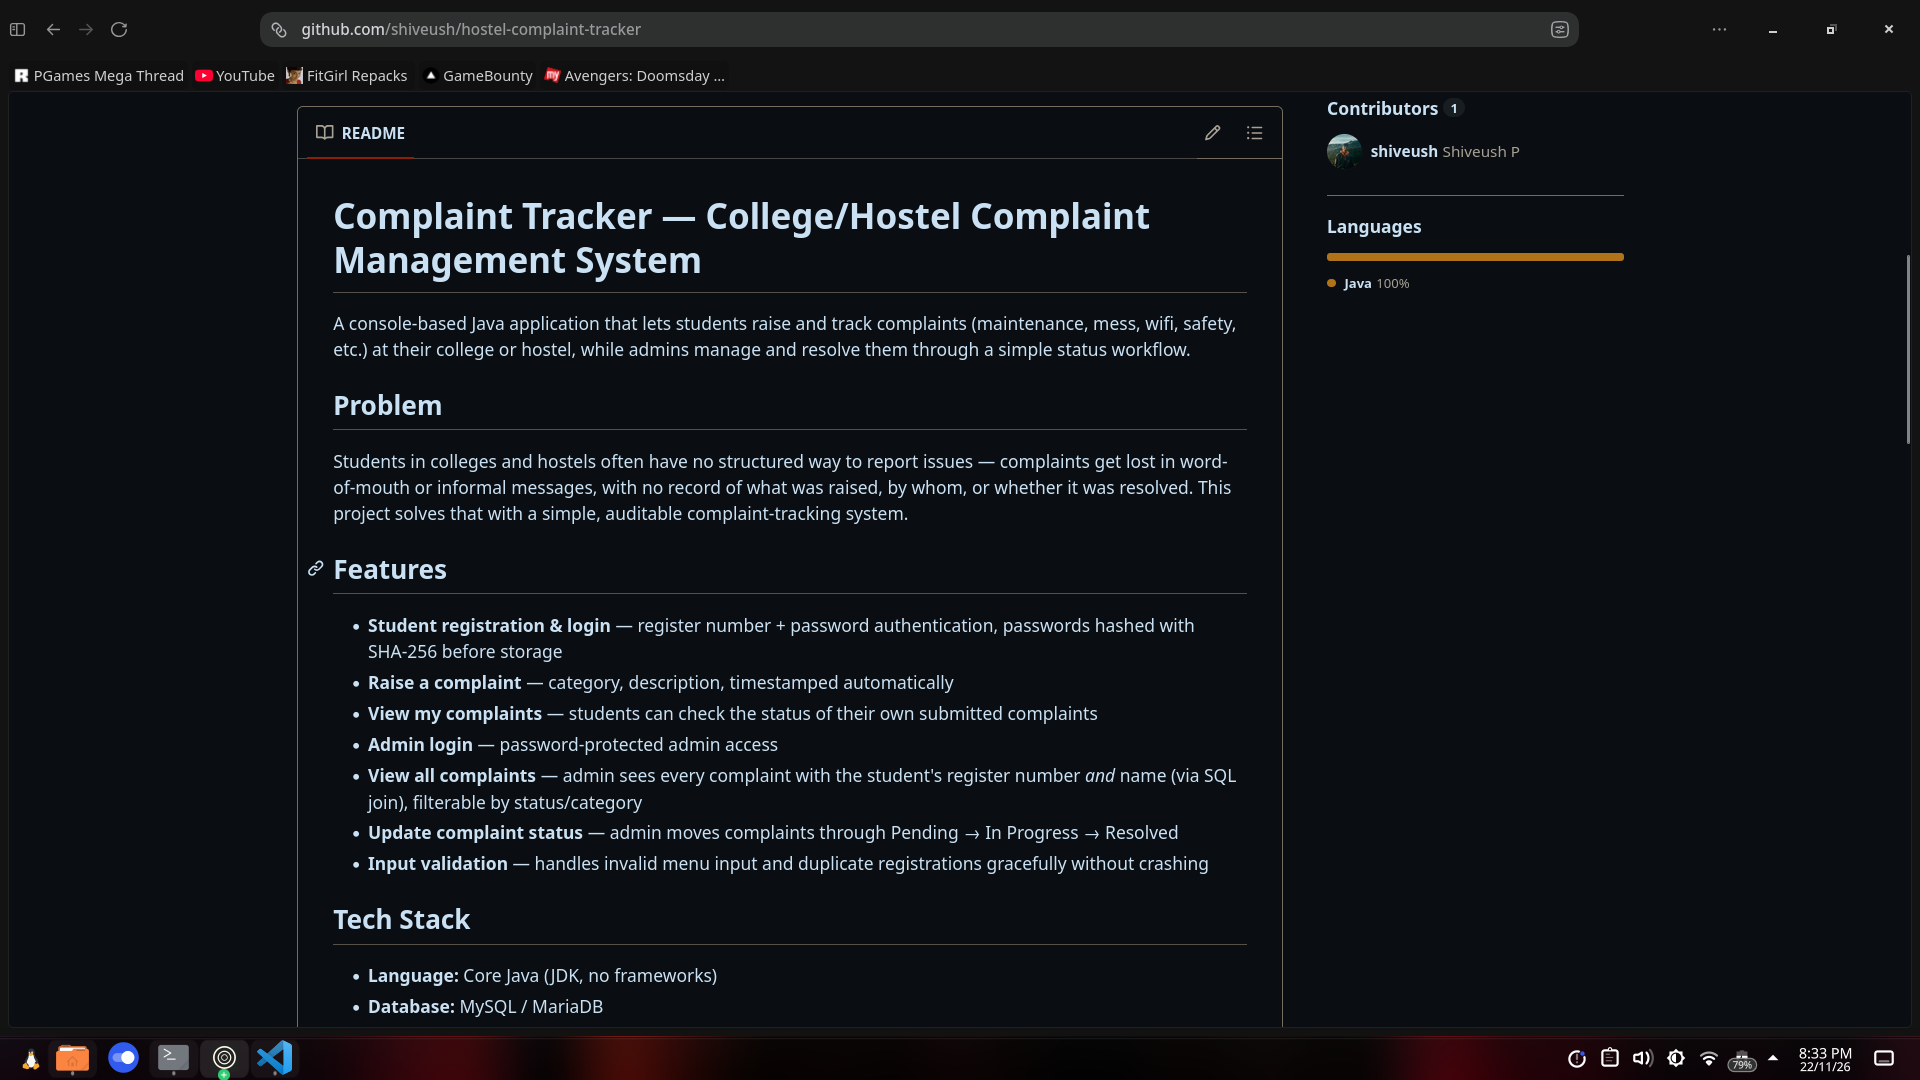 github.com/shiveush/hostel-complaint-tracker
PGames Mega Thread
YouTube
FitGirl Repacks
GameBounty
my
Avengers: Doomsday ...
README
Complaint Tracker — College/Hostel Complaint
Management System
A console-based Java application that lets students raise and track complaints (maintenance, mess, wifi, safety,
etc.) at their college or hostel, while admins manage and resolve them through a simple status workflow.
Problem
Students in colleges and hostels often have no structured way to report issues — complaints get lost in word-
of-mouth or informal messages, with no record of what was raised, by whom, or whether it was resolved. This
project solves that with a simple, auditable complaint-tracking system.
Features
• Student registration & login — register number + password authentication, passwords hashed with
SHA-256 before storage
• Raise a complaint — category, description, timestamped automatically
• View my complaints — students can check the status of their own submitted complaints
• Admin login — password-protected admin access
• View all complaints — admin sees every complaint with the student's register number and name (via SQL
join), filterable by status/category
• Update complaint status — admin moves complaints through Pending → In Progress → Resolved
• Input validation — handles invalid menu input and duplicate registrations gracefully without crashing
Tech Stack
• Language: Core Java (JDK, no frameworks)
• Database: MySQL / MariaDB
Contributors 1
shiveush Shiveush P
Languages
Java 100%
79%
8:33 PM
22/11/26